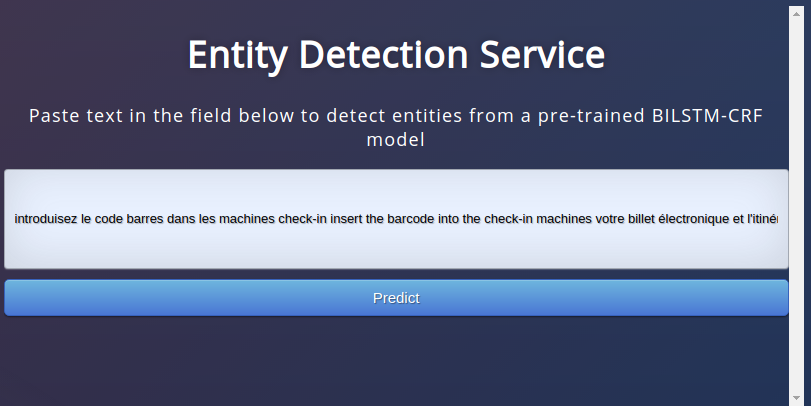 Entity Detection Service
Paste text in the field below to detect entities from a pre-trained BILSTM-CRF
model
introduisez le code barres dans les machines check-in insert the barcode into the check-in machines votre billet électronique et l'itinér
Predict